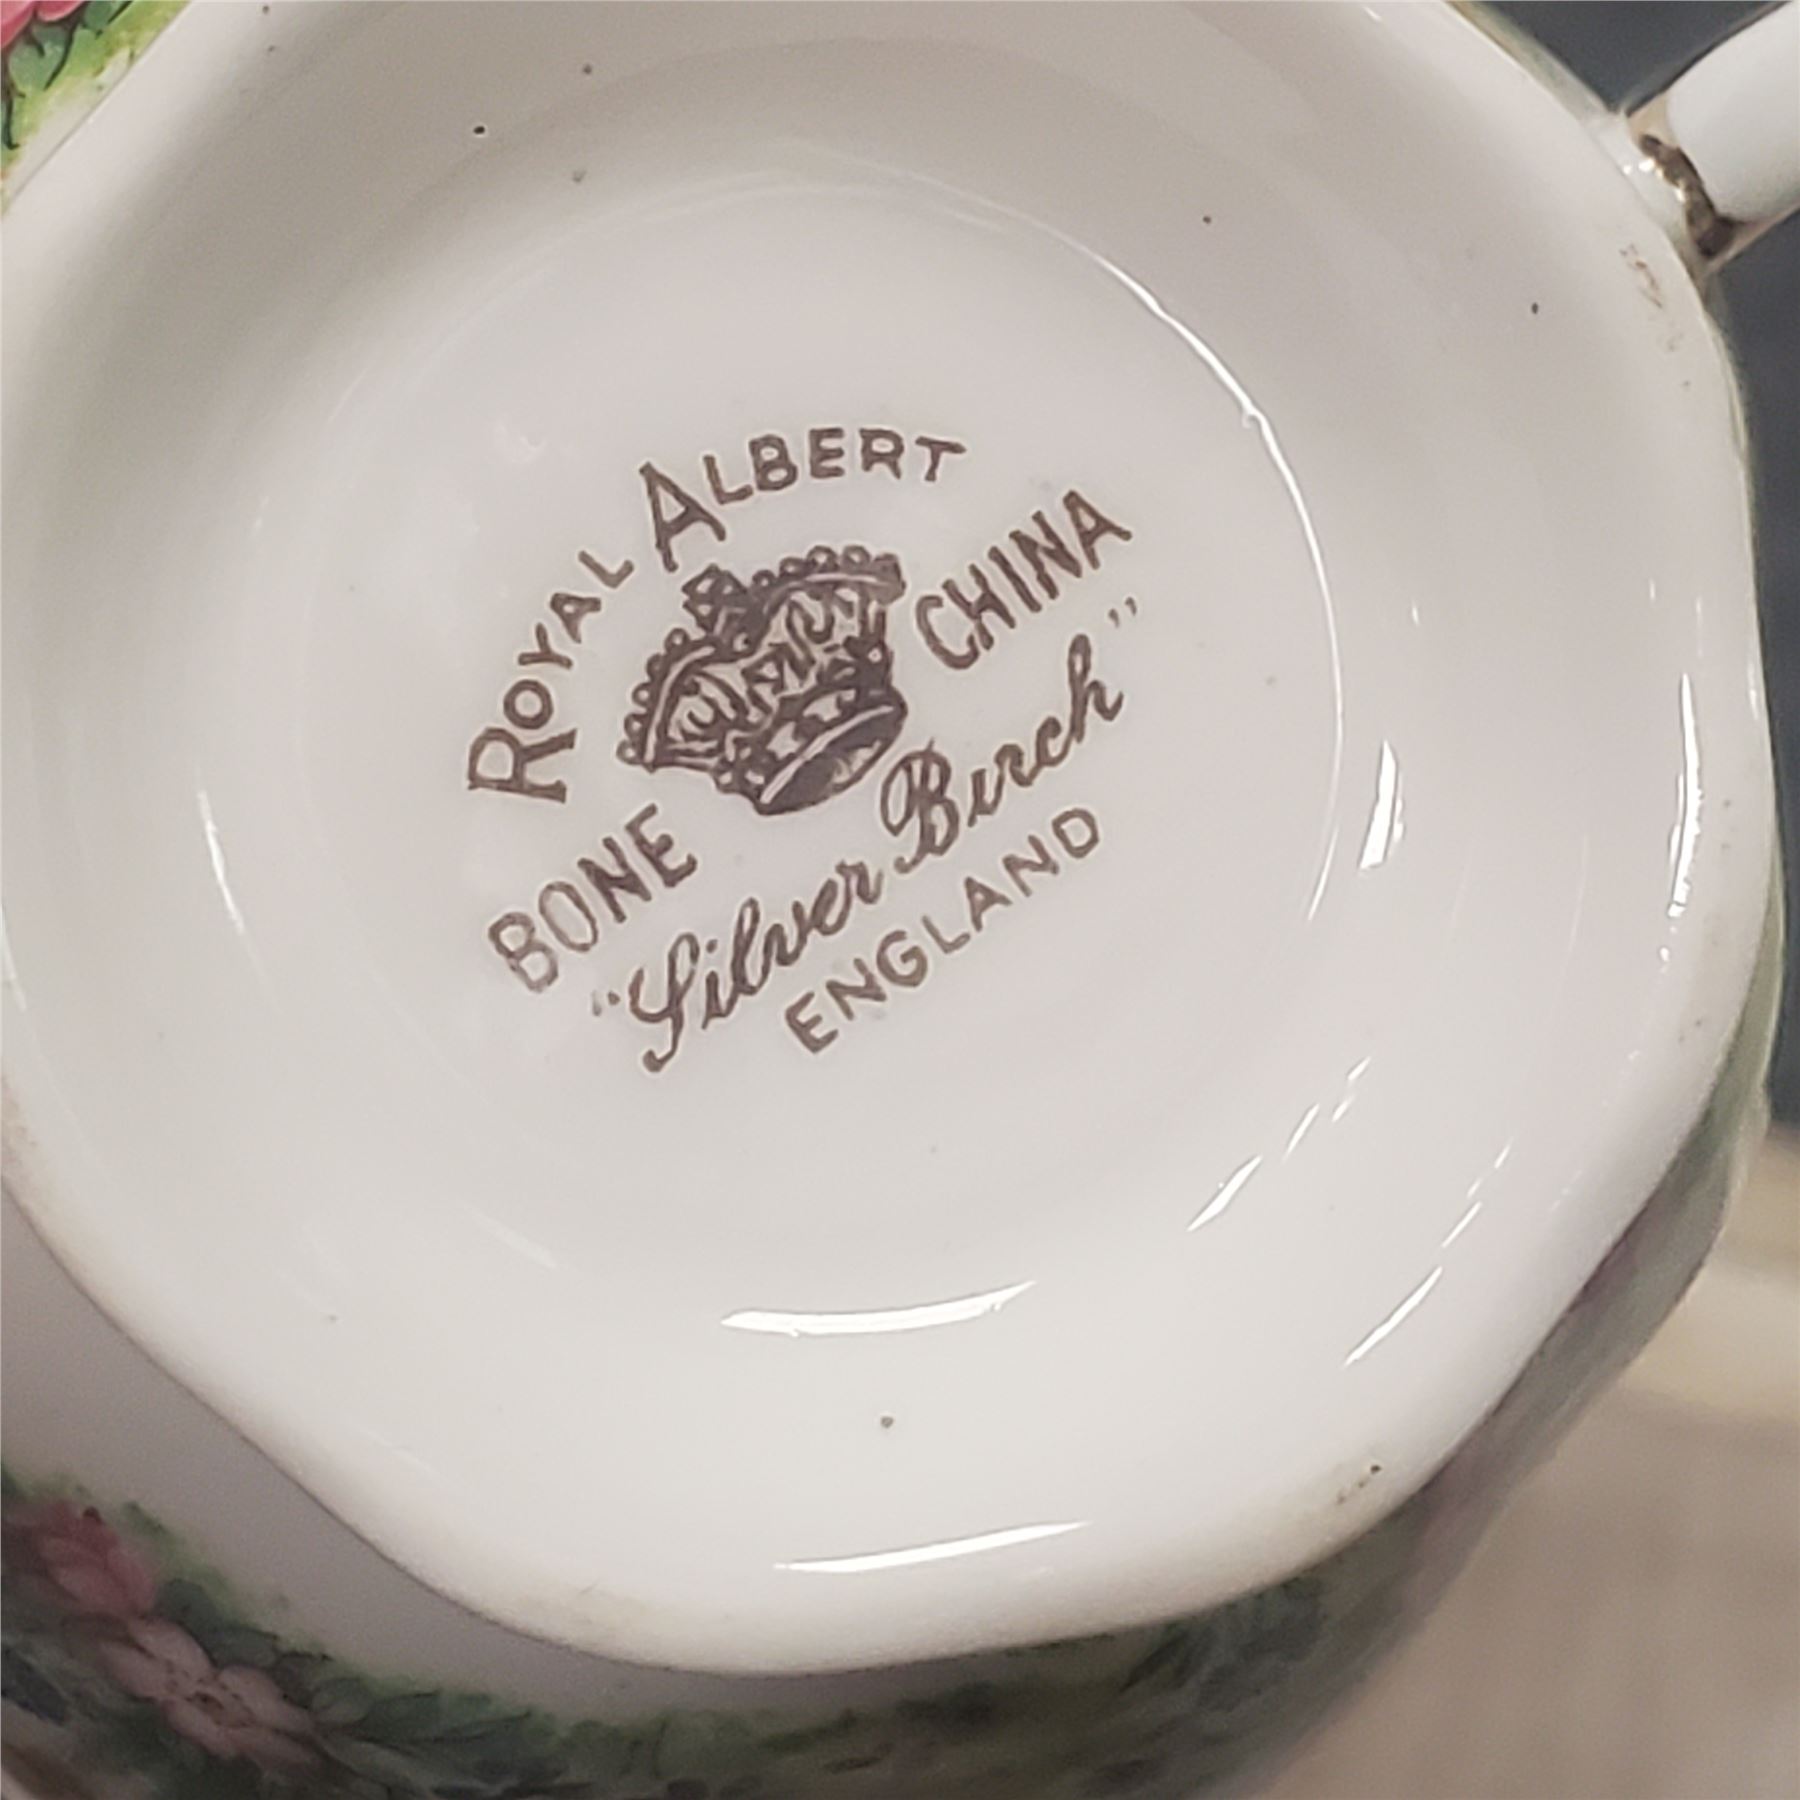 ROYAL ALBERT
BONE CHINA
"Silver Birch"
ENGLAND